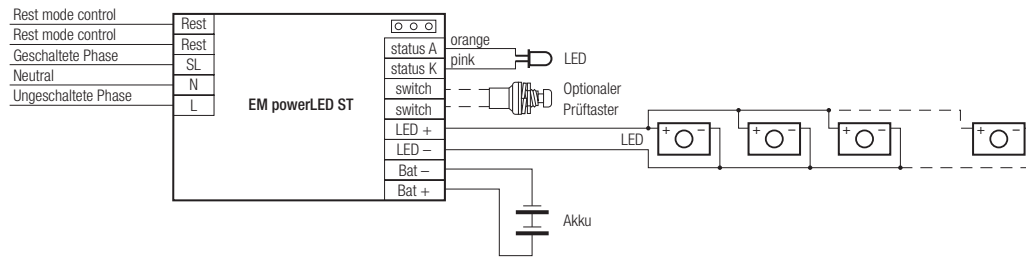 Rest mode control
Rest
Rest mode control
Rest
Geschaltete Phase
SL
Neutral
N
Ungeschaltete Phase
L
EM powerLED ST
status A
orange
status K
pink
LED
switch
Optionaler
switch
Prüftaster
LED +
LED –
LED
Bat –
Bat +
Akku
+ –
+ –
+ –
+ –